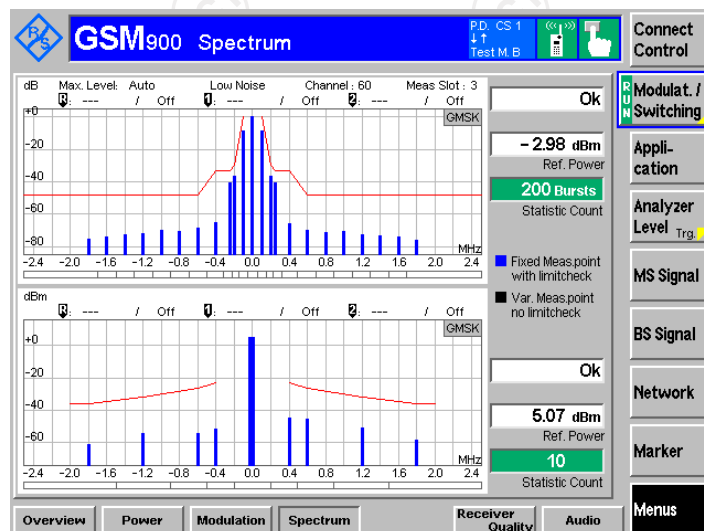 R&S
GSM900 Spectrum
P.D. CS 1
Test M. B
Connect Control
dB Max. Level: Auto Low Noise Channel : 60 Meas Slot : 3
R: --- / Off 1: --- / Off 2: --- / Off
GMSK
+0
-20
-40
-60
-80
MHz
-2.4 -2.0 -1.6 -1.2 -0.8 -0.4 0.0 0.4 0.8 1.2 1.6 2.0 2.4
Ok
-2.98 dBm
Ref. Power
200 Bursts
Statistic Count
Fixed Meas.point
with limitcheck
Var. Meas.point
no limitcheck
dBm
R: --- / Off 1: --- / Off 2: --- / Off
GMSK
+0
-20
-40
-60
MHz
-2.4 -2.0 -1.6 -1.2 -0.8 -0.4 0.0 0.4 0.8 1.2 1.6 2.0 2.4
Ok
5.07 dBm
Ref. Power
10
Statistic Count
RUN
Modulat. /
Switching
Appli-
cation
Analyzer
Level Trg.
MS Signal
BS Signal
Network
Marker
Menus
Overview Power Modulation Spectrum Receiver Quality Audio